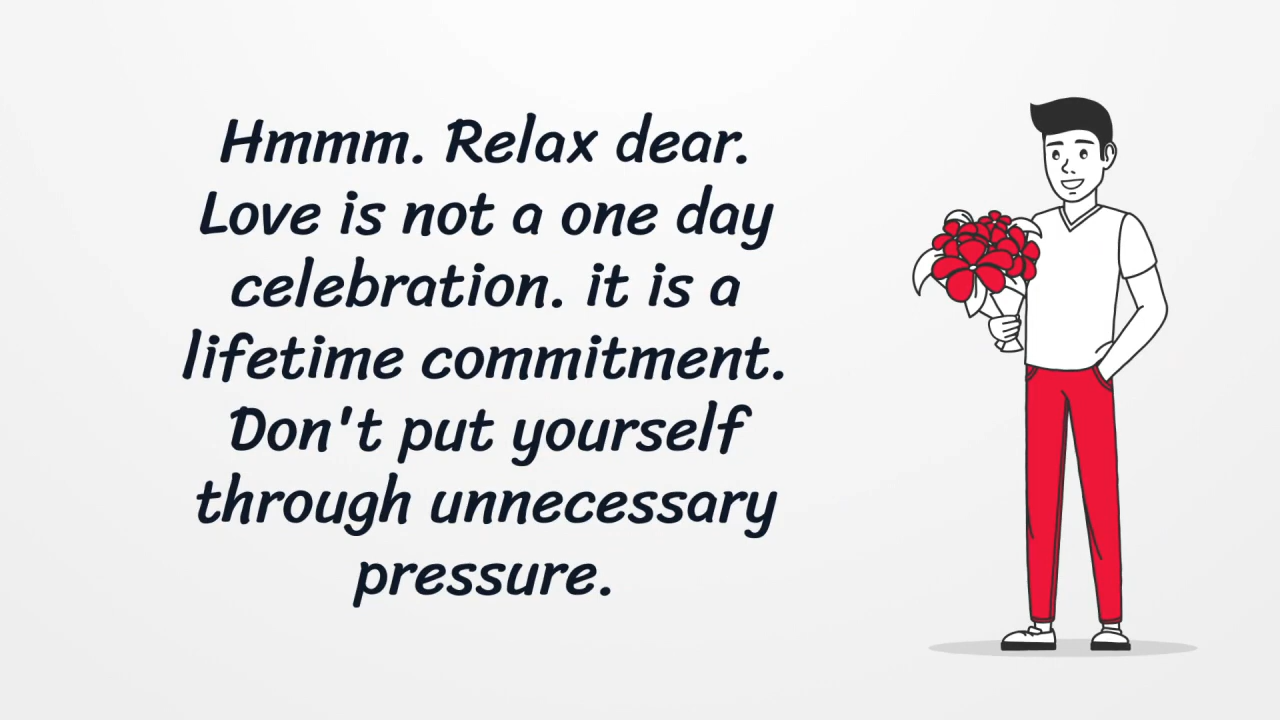 Hmmm. Relax dear.
Love is not a one day
celebration. it is a
lifetime commitment.
Don't put yourself
through unnecessary
pressure.